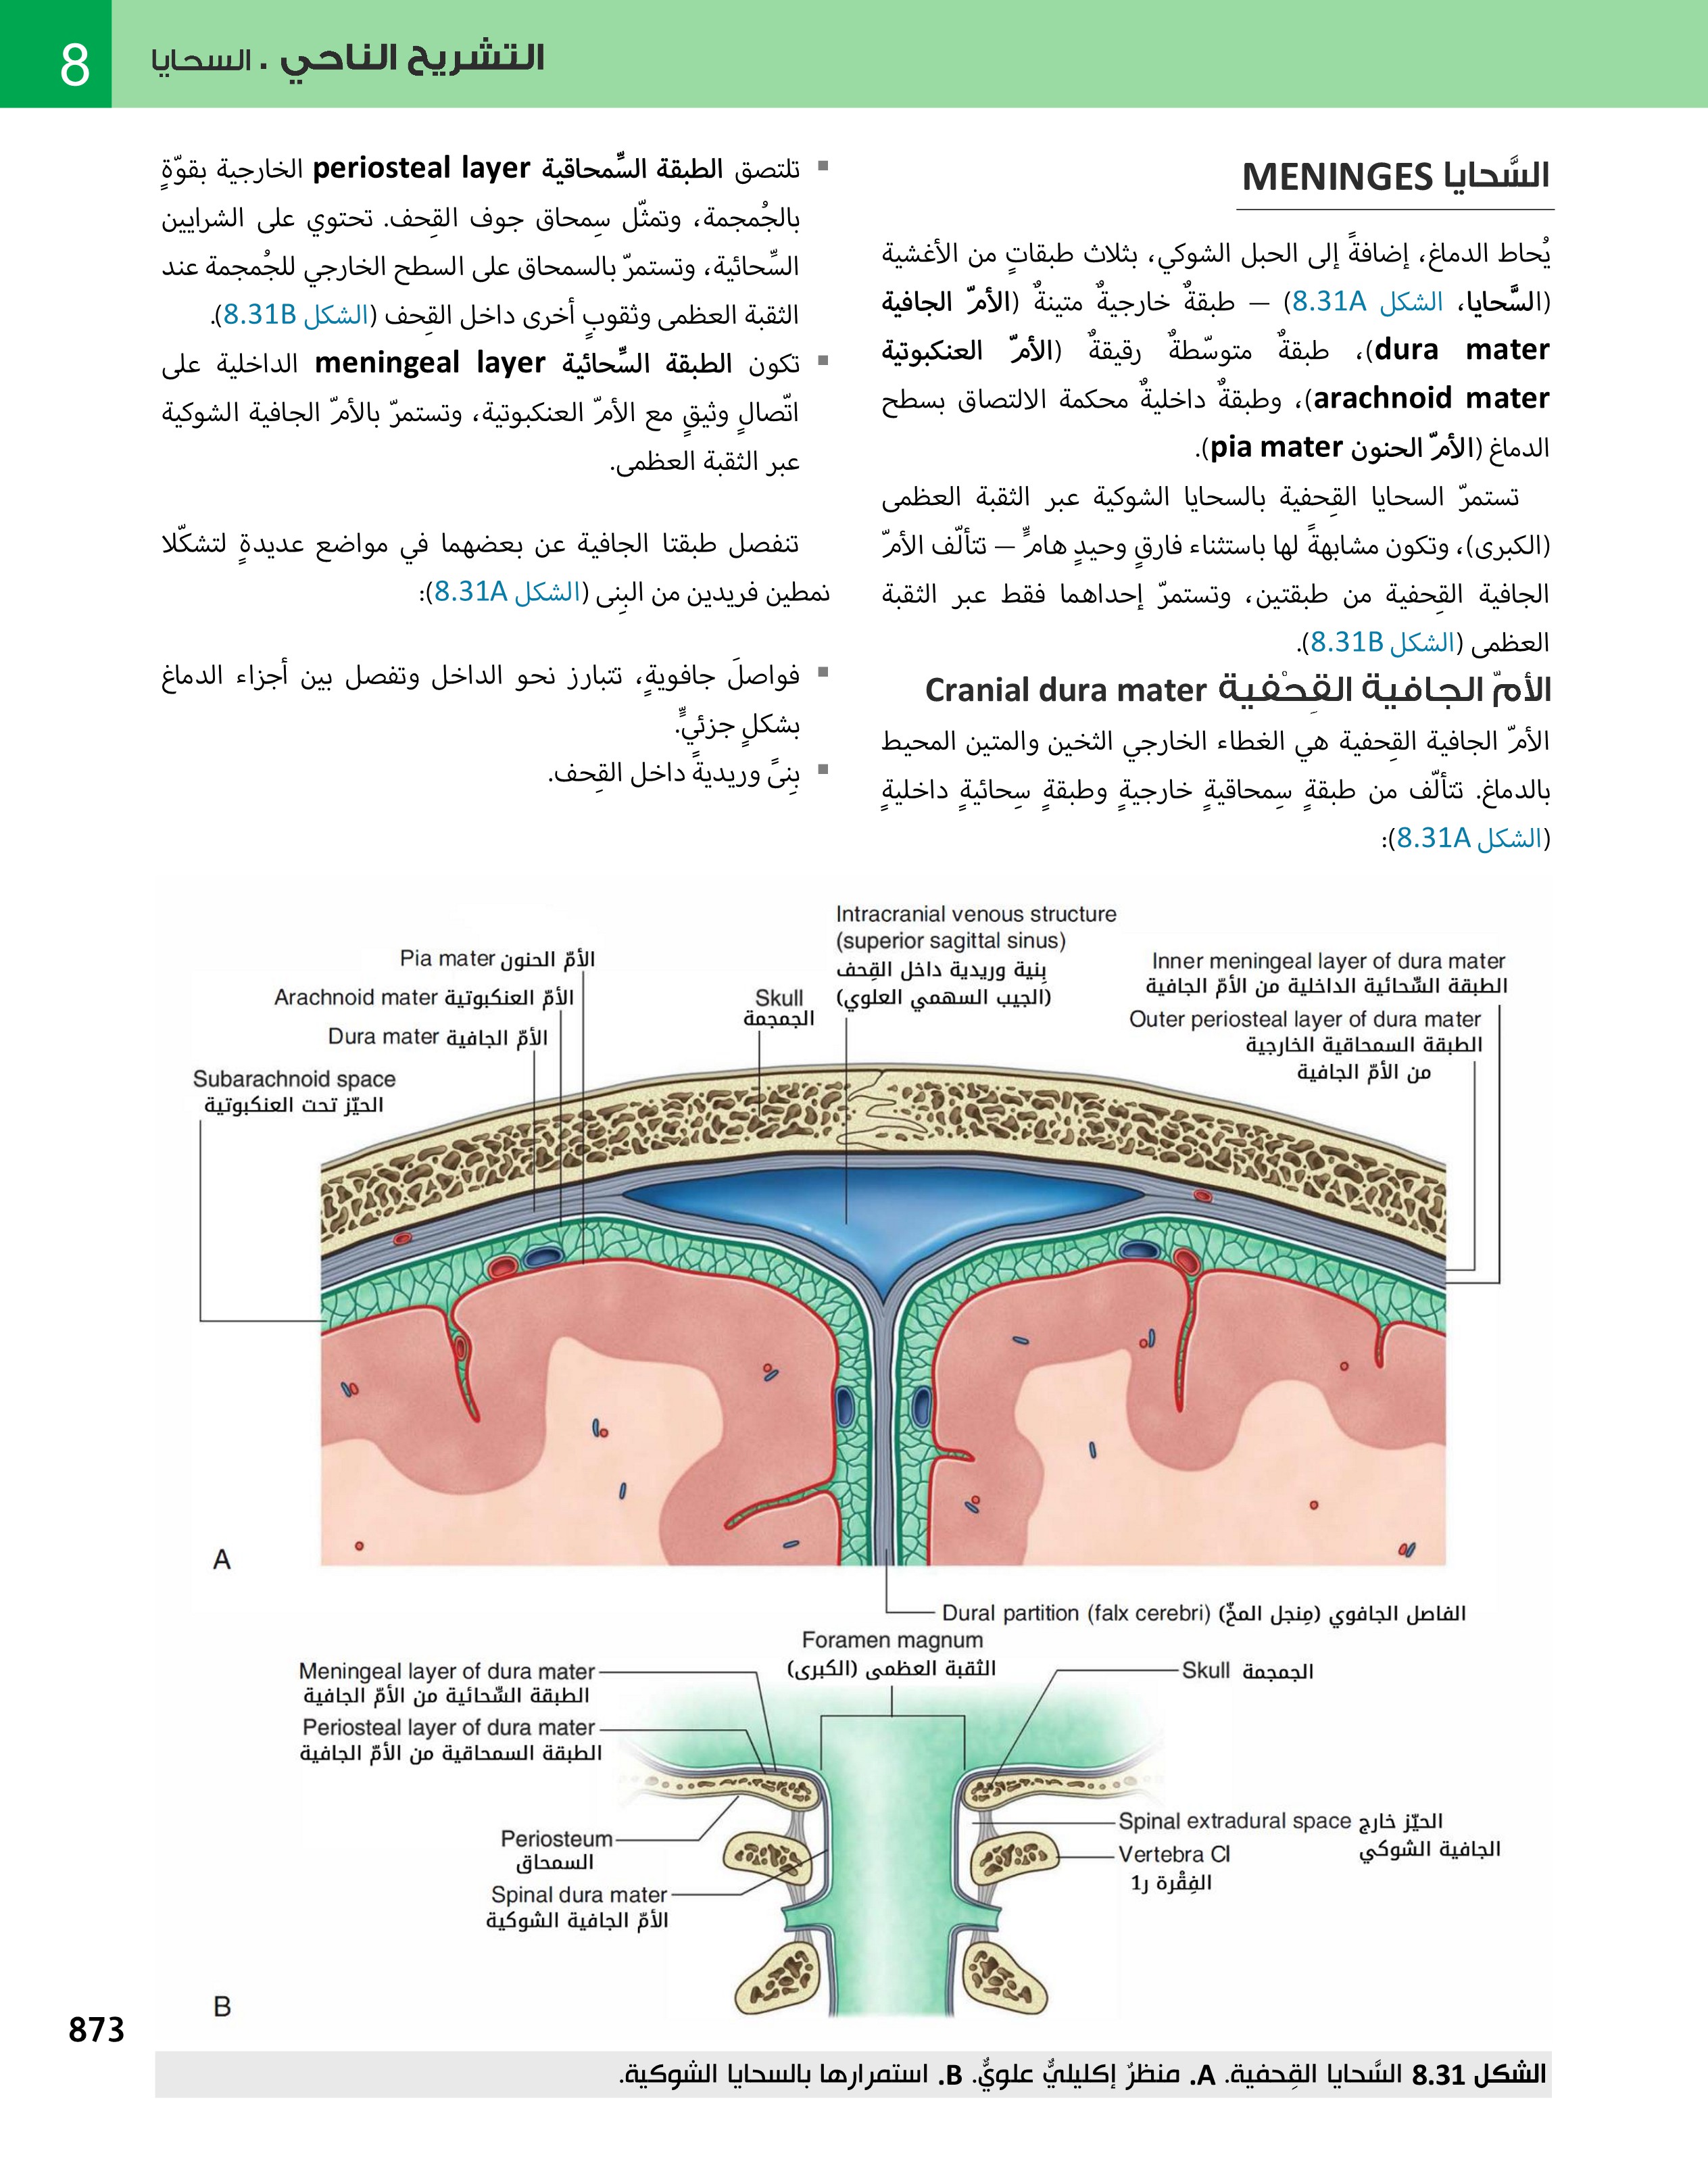 8
التشريح الناحي . السحايا
السَّحايا MENINGES
يُحاط الدماغ، إضافةً إلى الحبل الشوكي، بثلاث طبقاتٍ من الأغشية
(السَّحايا، الشكل 8.31A) – طبقةٌ خارجيةٌ متينةٌ (الأمّ الجافية
dura mater)، طبقةٌ متوسّطةٌ رقيقةٌ (الأمّ العنكبوتية
arachnoid mater)، وطبقةٌ داخليةٌ محكمة الالتصاق بسطح
الدماغ (الأمّ الحنون pia mater).
تستمرّ السحايا القِحفية بالسحايا الشوكية عبر الثقبة العظمى
(الكبرى)، وتكون مشابهةً لها باستثناء فارقٍ وحيدٍ هامٍّ – تتألّف الأمّ
الجافية القِحفية من طبقتين، وتستمرّ إحداهما فقط عبر الثقبة
العظمى (الشكل 8.31B).
الأمّ الجافية القِحْفية Cranial dura mater
الأمّ الجافية القِحفية هي الغطاء الخارجي الثخين والمتين المحيط
بالدماغ. تتألّف من طبقةٍ سِمحاقيةٍ خارجيةٍ وطبقةٍ سِحائيةٍ داخليةٍ
(الشكل 8.31A):
▪ تلتصق الطبقة السِّمحاقية periosteal layer الخارجية بقوّةٍ
بالجُمجمة، وتمثّل سِمحاق جوف القِحف. تحتوي على الشرايين
السِّحائية، وتستمرّ بالسمحاق على السطح الخارجي للجُمجمة عند
الثقبة العظمى وثقوبٍ أخرى داخل القِحف (الشكل 8.31B).
▪ تكون الطبقة السِّحائية meningeal layer الداخلية على
اتّصالٍ وثيقٍ مع الأمّ العنكبوتية، وتستمرّ بالأمّ الجافية الشوكية
عبر الثقبة العظمى.
تنفصل طبقتا الجافية عن بعضهما في مواضع عديدةٍ لتشكّلا
نمطين فريدين من البِنى (الشكل 8.31A):
▪ فواصلَ جافويةٍ، تتبارز نحو الداخل وتفصل بين أجزاء الدماغ
بشكلٍ جزئيٍّ.
▪ بِنىً وريديةً داخل القِحف.
Intracranial venous structure
(superior sagittal sinus)
بِنية وريدية داخل القِحف
(الجيب السهمي العلوي)
Pia mater الأمّ الحنون
Arachnoid mater الأمّ العنكبوتية
Dura mater الأمّ الجافية
Subarachnoid space
الحيّز تحت العنكبوتية
Skull
الجمجمة
Inner meningeal layer of dura mater
الطبقة السِّحائية الداخلية من الأمّ الجافية
Outer periosteal layer of dura mater
الطبقة السمحاقية الخارجية
من الأمّ الجافية
A
Dural partition (falx cerebri) الفاصل الجافوي (مِنجل المخّ)
Foramen magnum
الثقبة العظمى (الكبرى)
Meningeal layer of dura mater
الطبقة السِّحائية من الأمّ الجافية
Periosteal layer of dura mater
الطبقة السمحاقية من الأمّ الجافية
Skull الجمجمة
Periosteum
السمحاق
Spinal dura mater
الأمّ الجافية الشوكية
Spinal extradural space الحيّز خارج
الجافية الشوكي
Vertebra CI
الفِقْرة ر1
B
873
الشكل 8.31 السَّحايا القِحفية. A. منظرٌ إكليليٌّ علويٌّ. B. استمرارها بالسحايا الشوكية.